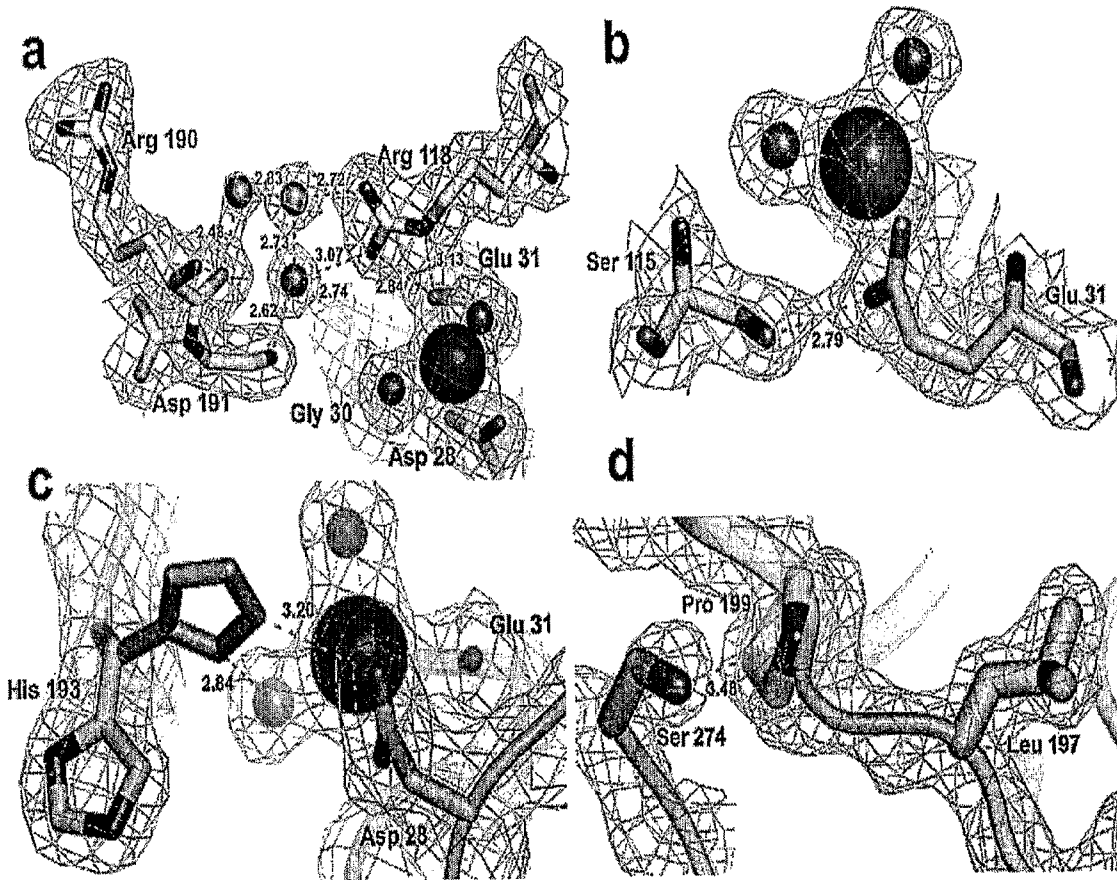 a
Arg 190
Arg 118
2.83
2.72
2.48
2.73
3.07
3.13
Glu 31
2.84
2.74
2.62
Asp 191
Gly 30
Asp 28
b
Ser 115
Glu 31
2.79
c
3.20
Glu 31
2.84
His 193
Asp 28
d
Pro 199
3.48
Ser 274
Leu 197